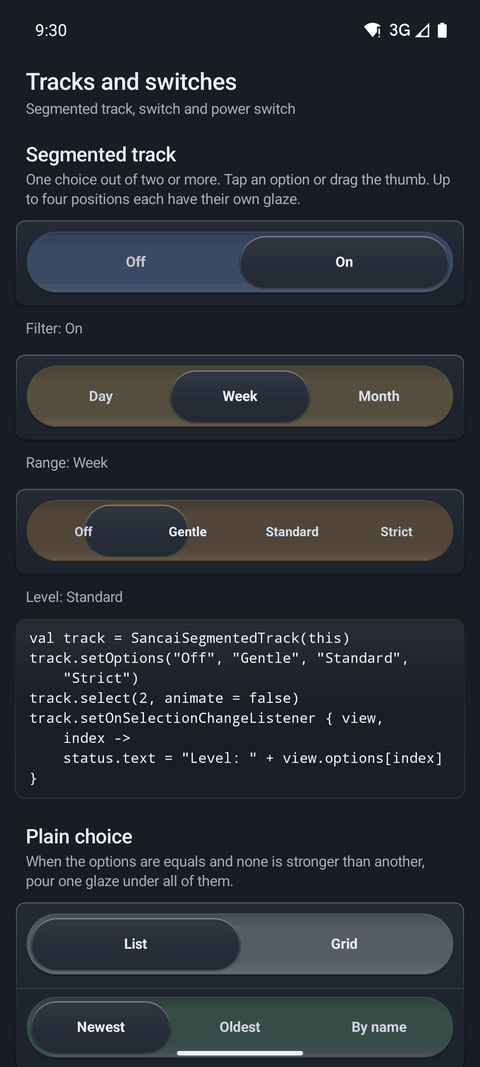 9:30
3G
Tracks and switches
Segmented track, switch and power switch
Segmented track
One choice out of two or more. Tap an option or drag the thumb. Up
to four positions each have their own glaze.
Off
On
Filter: On
Day
Week
Month
Range: Week
Off
Gentle
Standard
Strict
Level: Standard
val track = SancaiSegmentedTrack(this)
track.setOptions("Off", "Gentle", "Standard",
    "Strict")
track.select(2, animate = false)
track.setOnSelectionChangeListener { view,
    index ->
    status.text = "Level: " + view.options[index]
}
Plain choice
When the options are equals and none is stronger than another,
pour one glaze under all of them.
List
Grid
Newest
Oldest
By name